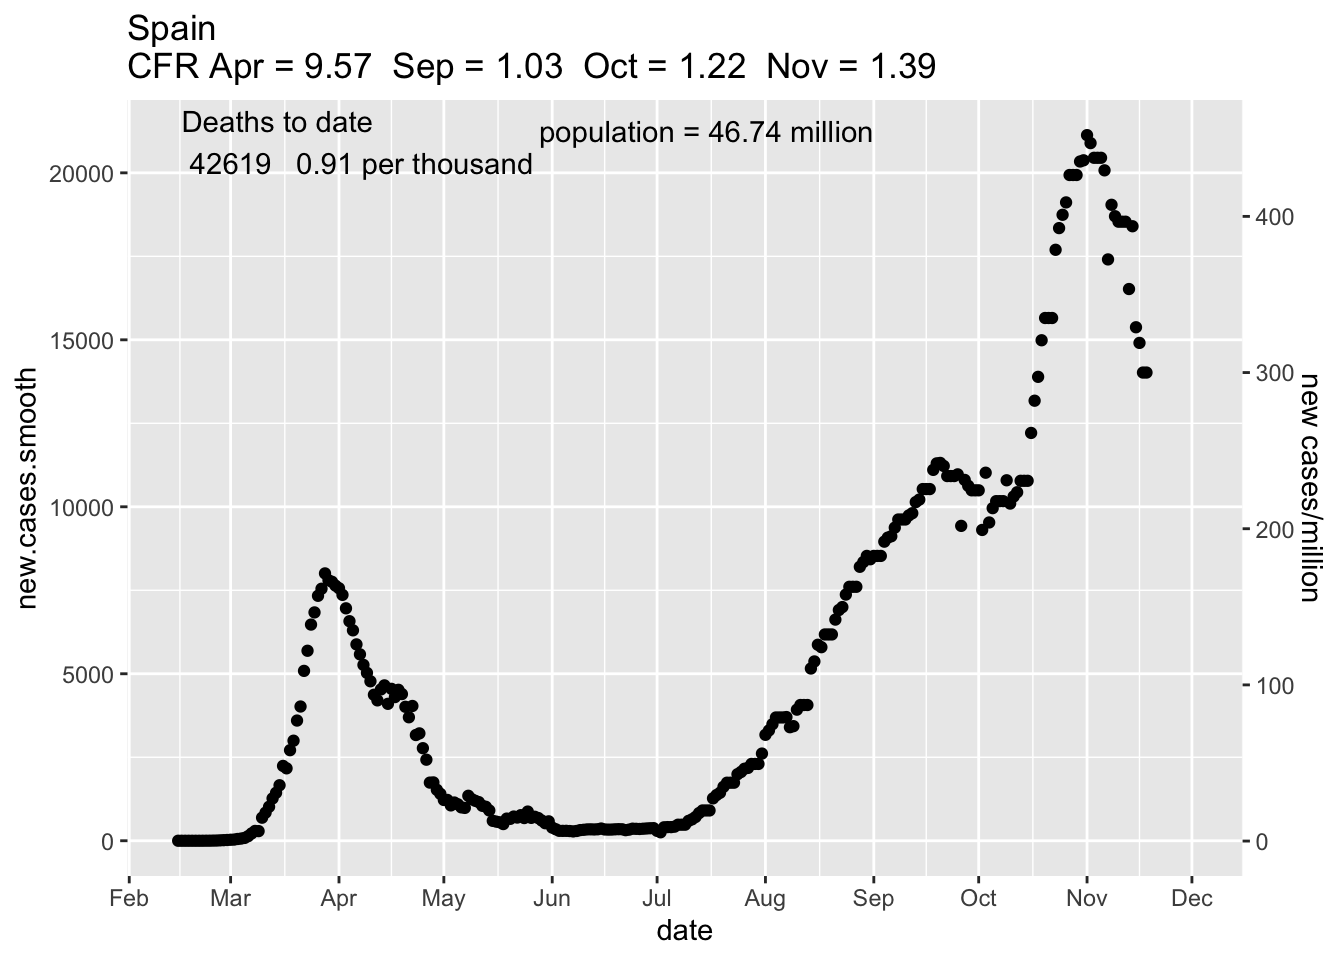 Spain
CFR Apr = 9.57  Sep = 1.03  Oct = 1.22  Nov = 1.39
Deaths to date
42619   0.91 per thousand
population = 46.74 million
new.cases.smooth
20000
15000
10000
5000
0
400
300
200
100
0
new cases/million
Feb Mar Apr May Jun Jul Aug Sep Oct Nov Dec
date